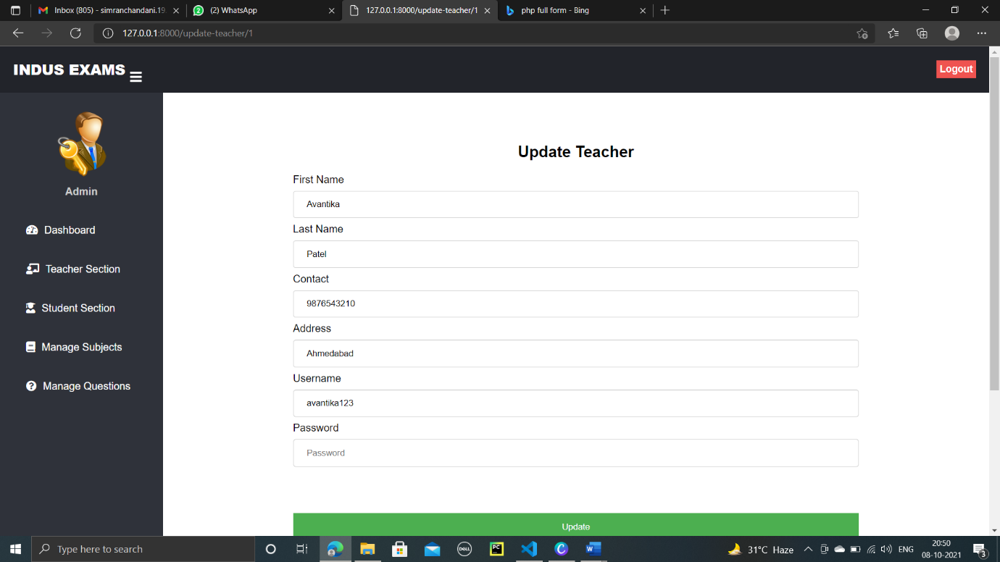 Inbox (805) - simranchandani.19
(2) WhatsApp
127.0.0.1:8000/update-teacher/1
php full form - Bing
127.0.0.1:8000/update-teacher/1
INDUS EXAMS
Logout
Admin
Dashboard
Teacher Section
Student Section
Manage Subjects
Manage Questions
Update Teacher
First Name
Avantika
Last Name
Patel
Contact
9876543210
Address
Ahmedabad
Username
avantika123
Password
Password
Update
Type here to search
DELL
PC
31°C Haze
ENG
20:50
08-10-2021
3